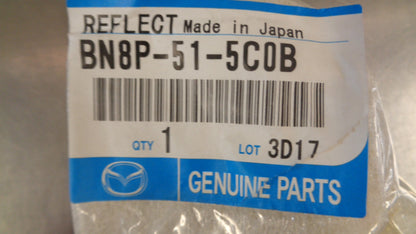 REFLECT Made in Japan
BN8P-51-5C0B
QTY 1 LOT 3D17
GENUINE PARTS